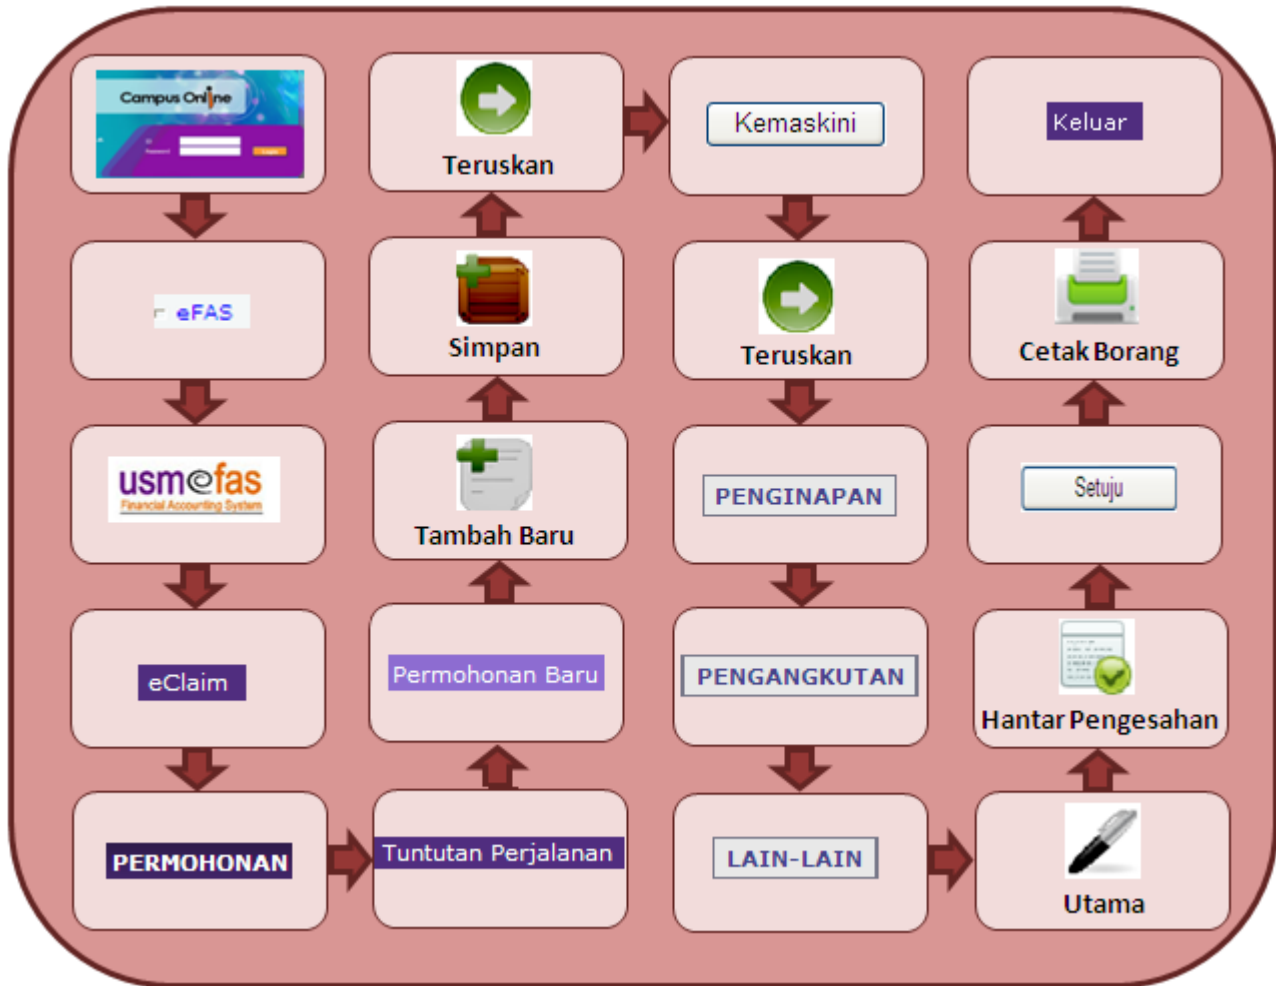 Campus Online
eFAS
usmefas
Financial Accounting System
eClaim
PERMOHONAN
Tuntutan Perjalanan
Permohonan Baru
Tambah Baru
Simpan
Teruskan
Kemaskini
Teruskan
PENGINAPAN
PENGANGKUTAN
LAIN-LAIN
Utama
Hantar Pengesahan
Setuju
Cetak Borang
Keluar